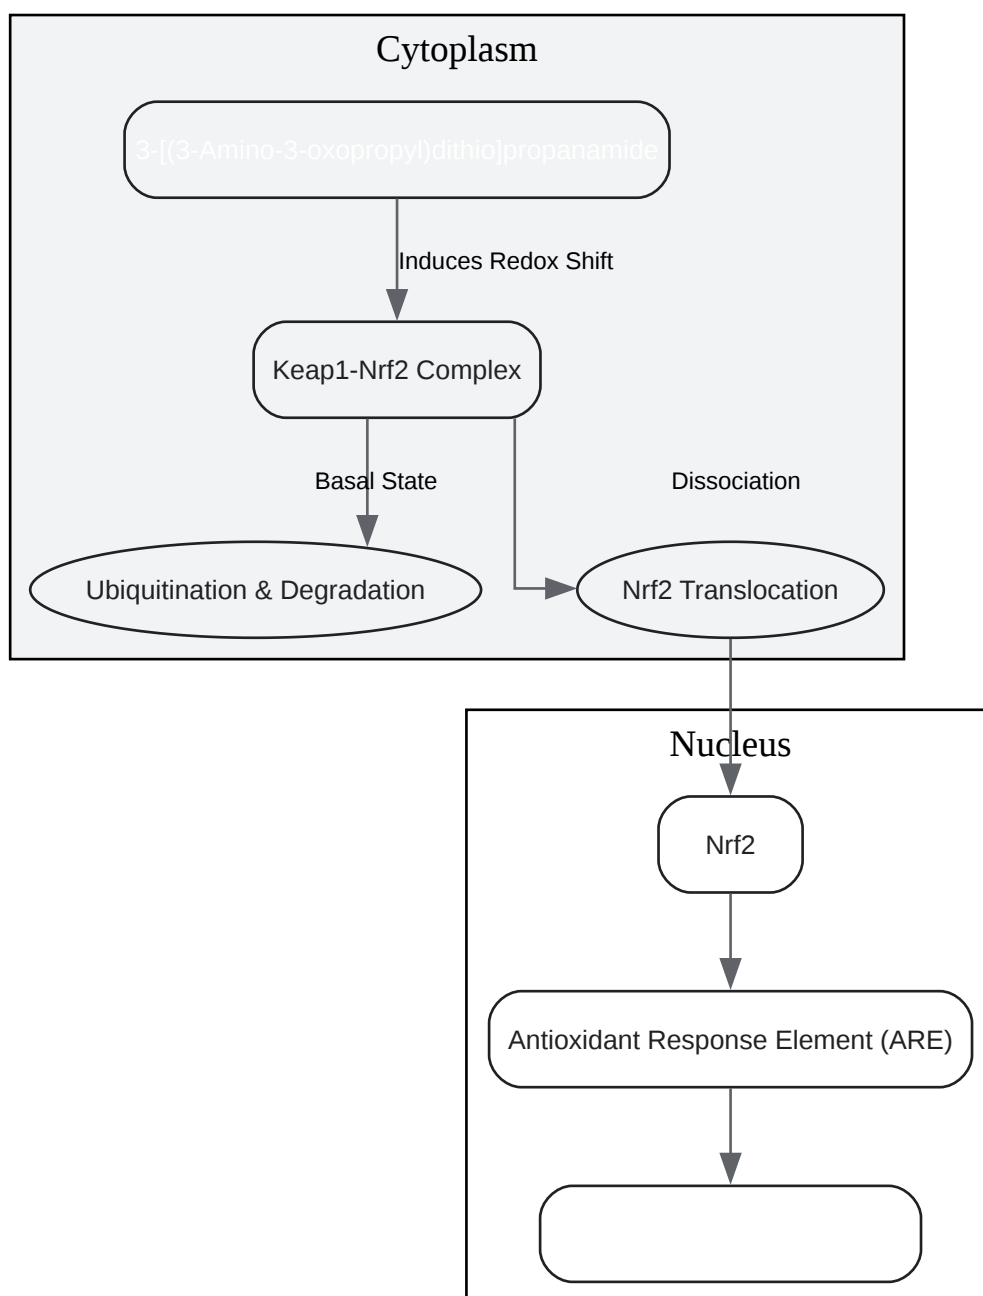 Cytoplasm
3-[(3-Amino-3-oxopropyl)dithio]propanamide
Induces Redox Shift
Keap1-Nrf2 Complex
Basal State
Dissociation
Ubiquitination & Degradation
Nrf2 Translocation
Nucleus
Nrf2
Antioxidant Response Element (ARE)